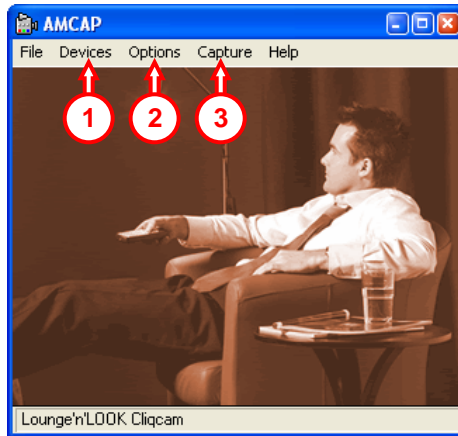 AMCAP
File Devices Options Capture Help
1 2 3
Lounge'n'LOOK Cliqcam